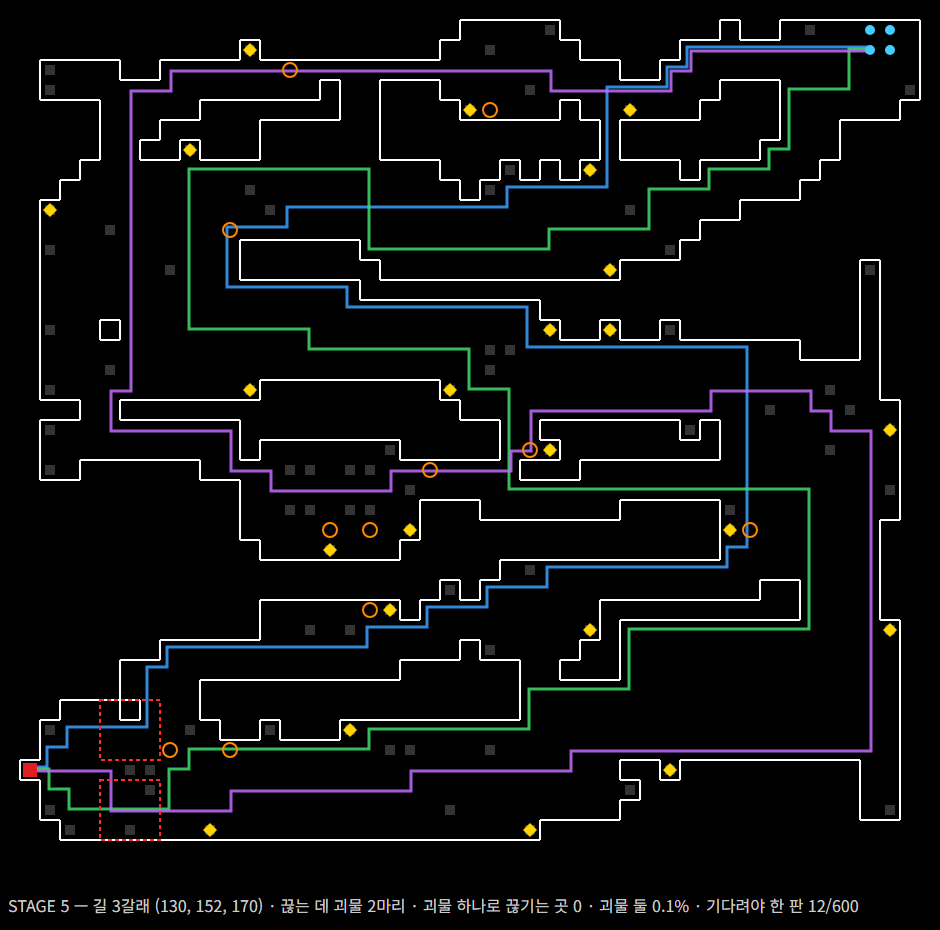 STAGE 5 — 길 3갈래 (130, 152, 170) · 끊는 데 괴물 2마리 · 괴물 하나로 끊기는 곳 0 · 괴물 둘 0.1% · 기다려야 한 판 12/600